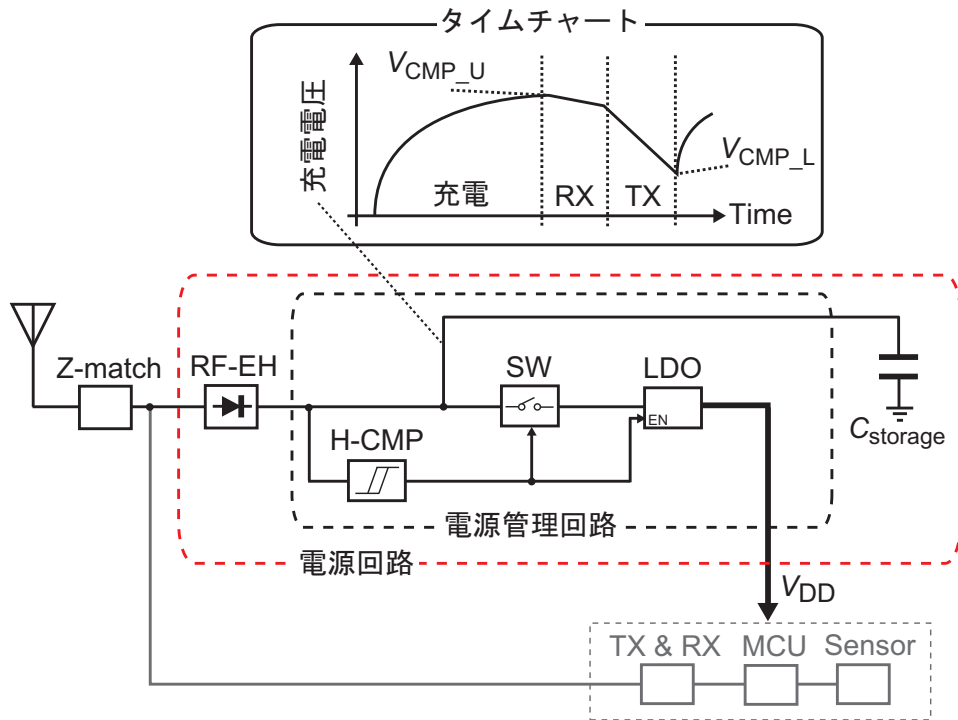 タイムチャート
VCMP_U
充電電圧
VCMP_L
充電
RX
TX
Time
Z-match
RF-EH
SW
LDO
EN
H-CMP
Cstorage
電源管理回路
電源回路
VDD
TX & RX
MCU
Sensor